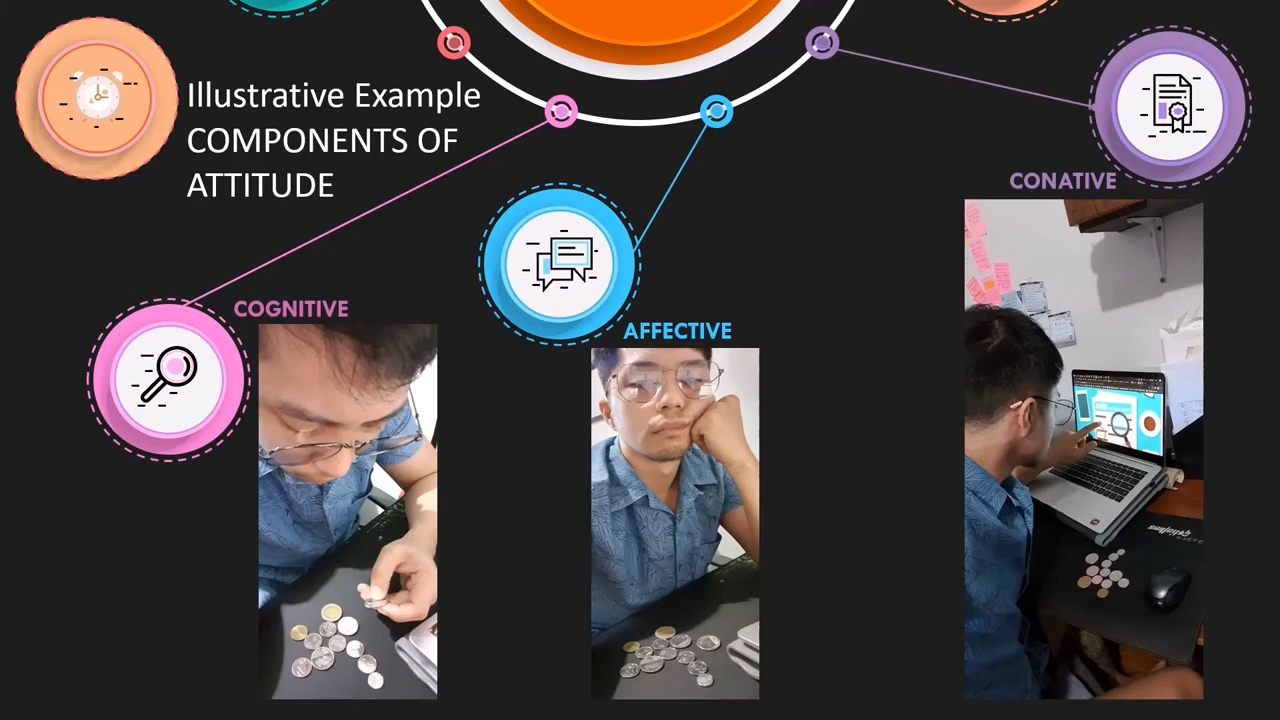 Illustrative Example
COMPONENTS OF
ATTITUDE
CONATIVE
COGNITIVE
AFFECTIVE